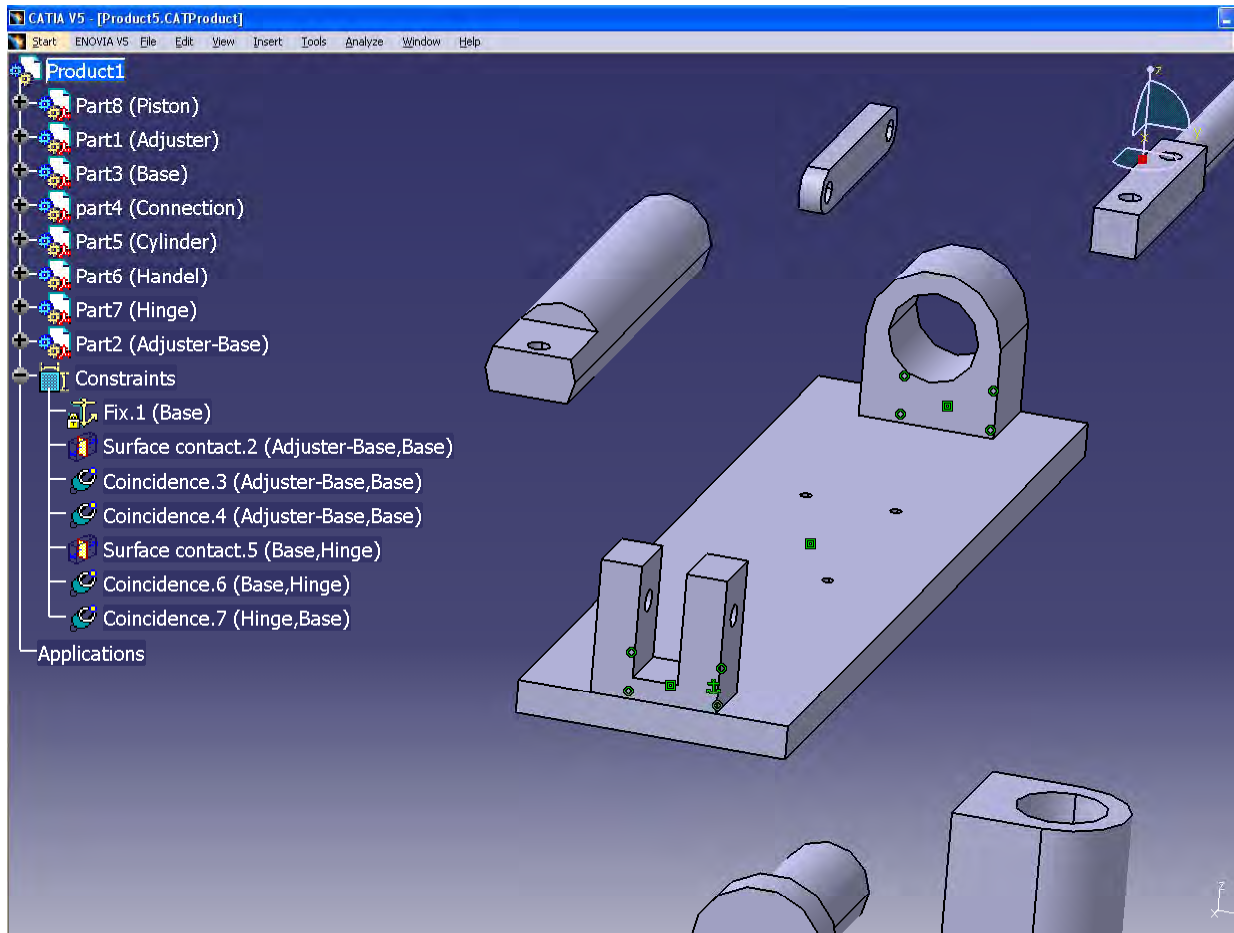 CATIA V5 - [Product5.CATProduct]
Start ENOVIA V5 File Edit View Insert Tools Analyze Window Help
Product1
Part8 (Piston)
Part1 (Adjuster)
Part3 (Base)
part4 (Connection)
Part5 (Cylinder)
Part6 (Handel)
Part7 (Hinge)
Part2 (Adjuster-Base)
Constraints
Fix.1 (Base)
Surface contact.2 (Adjuster-Base,Base)
Coincidence.3 (Adjuster-Base,Base)
Coincidence.4 (Adjuster-Base,Base)
Surface contact.5 (Base,Hinge)
Coincidence.6 (Base,Hinge)
Coincidence.7 (Hinge,Base)
Applications
z
y
x
z
x